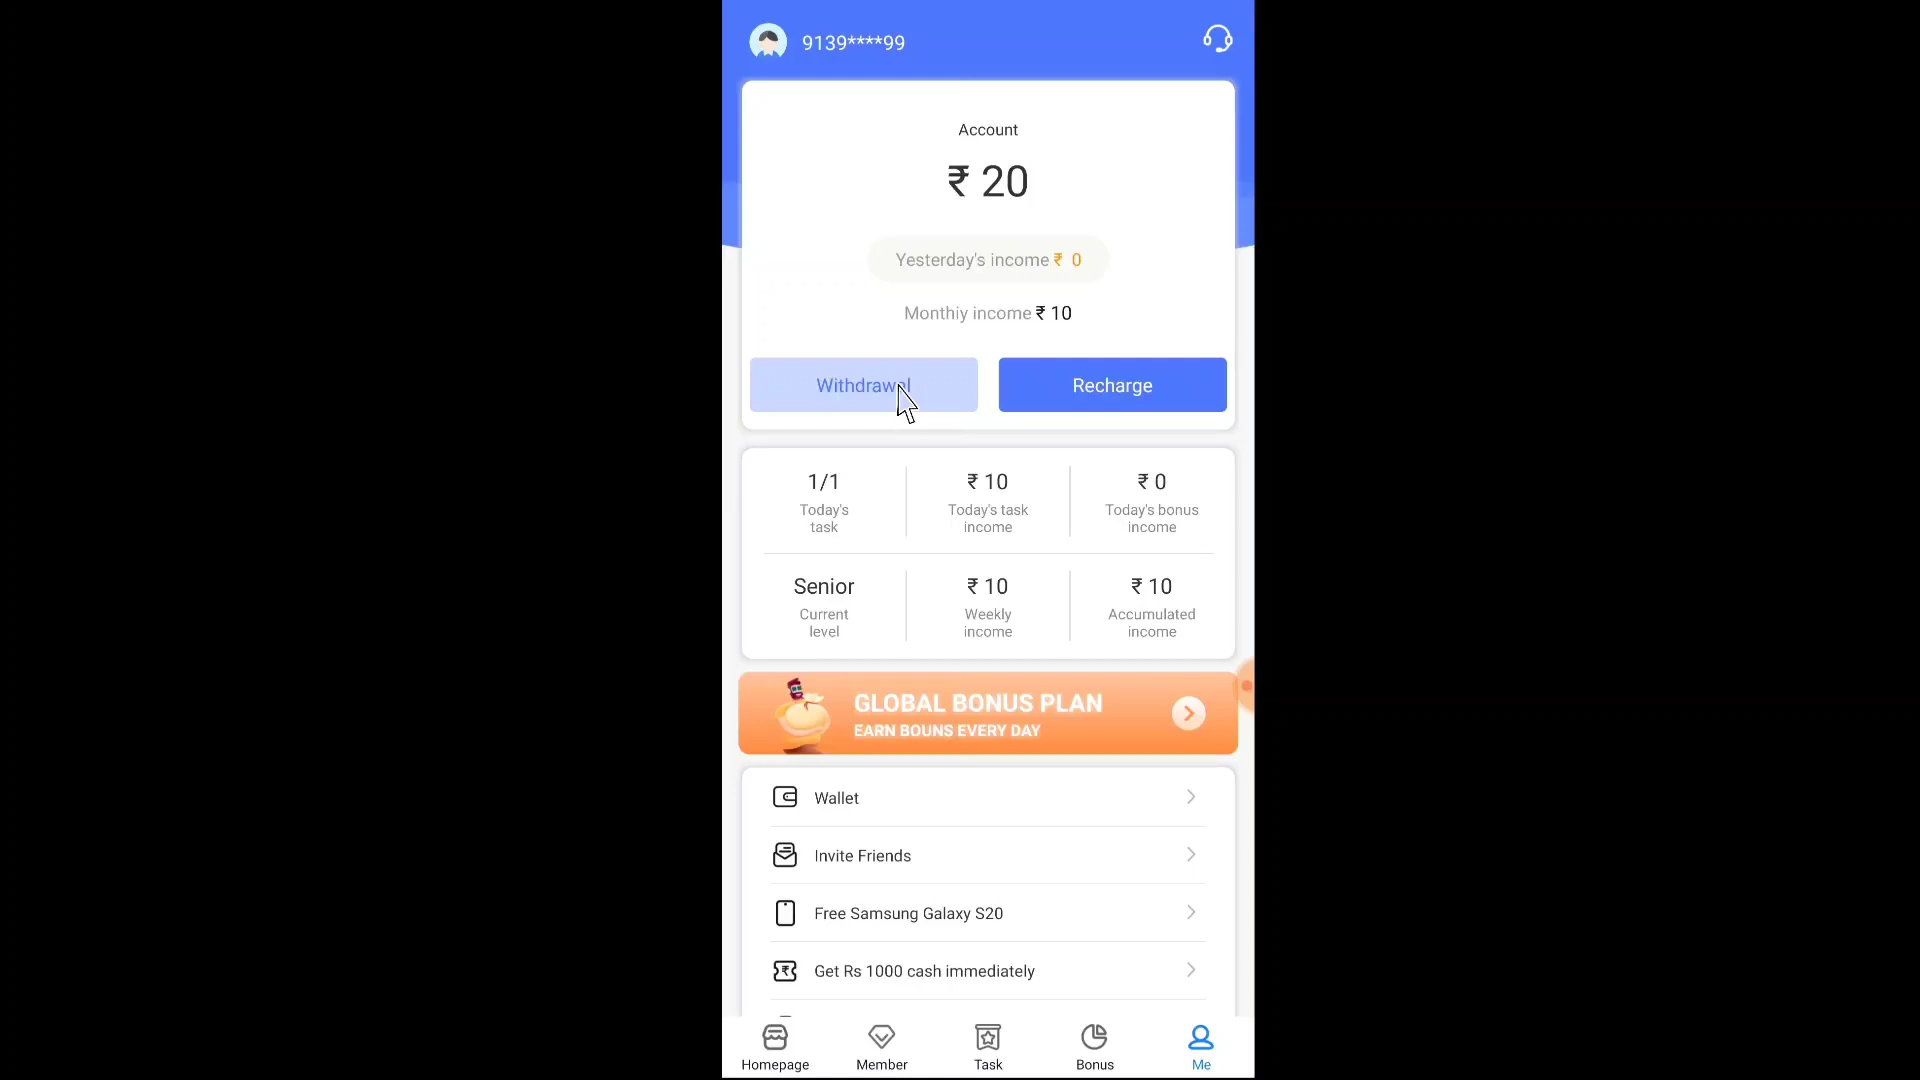 9139****99
Account
₹ 20
Yesterday's income ₹ 0
Monthiy income ₹ 10
Withdrawal
Recharge
1/1
Today's
task
₹ 10
Today's task
income
₹ 0
Today's bonus
income
Senior
Current
level
₹ 10
Weekly
income
₹ 10
Accumulated
income
GLOBAL BONUS PLAN
EARN BOUNS EVERY DAY
Wallet
Invite Friends
Free Samsung Galaxy S20
Get Rs 1000 cash immediately
Homepage
Member
Task
Bonus
Me